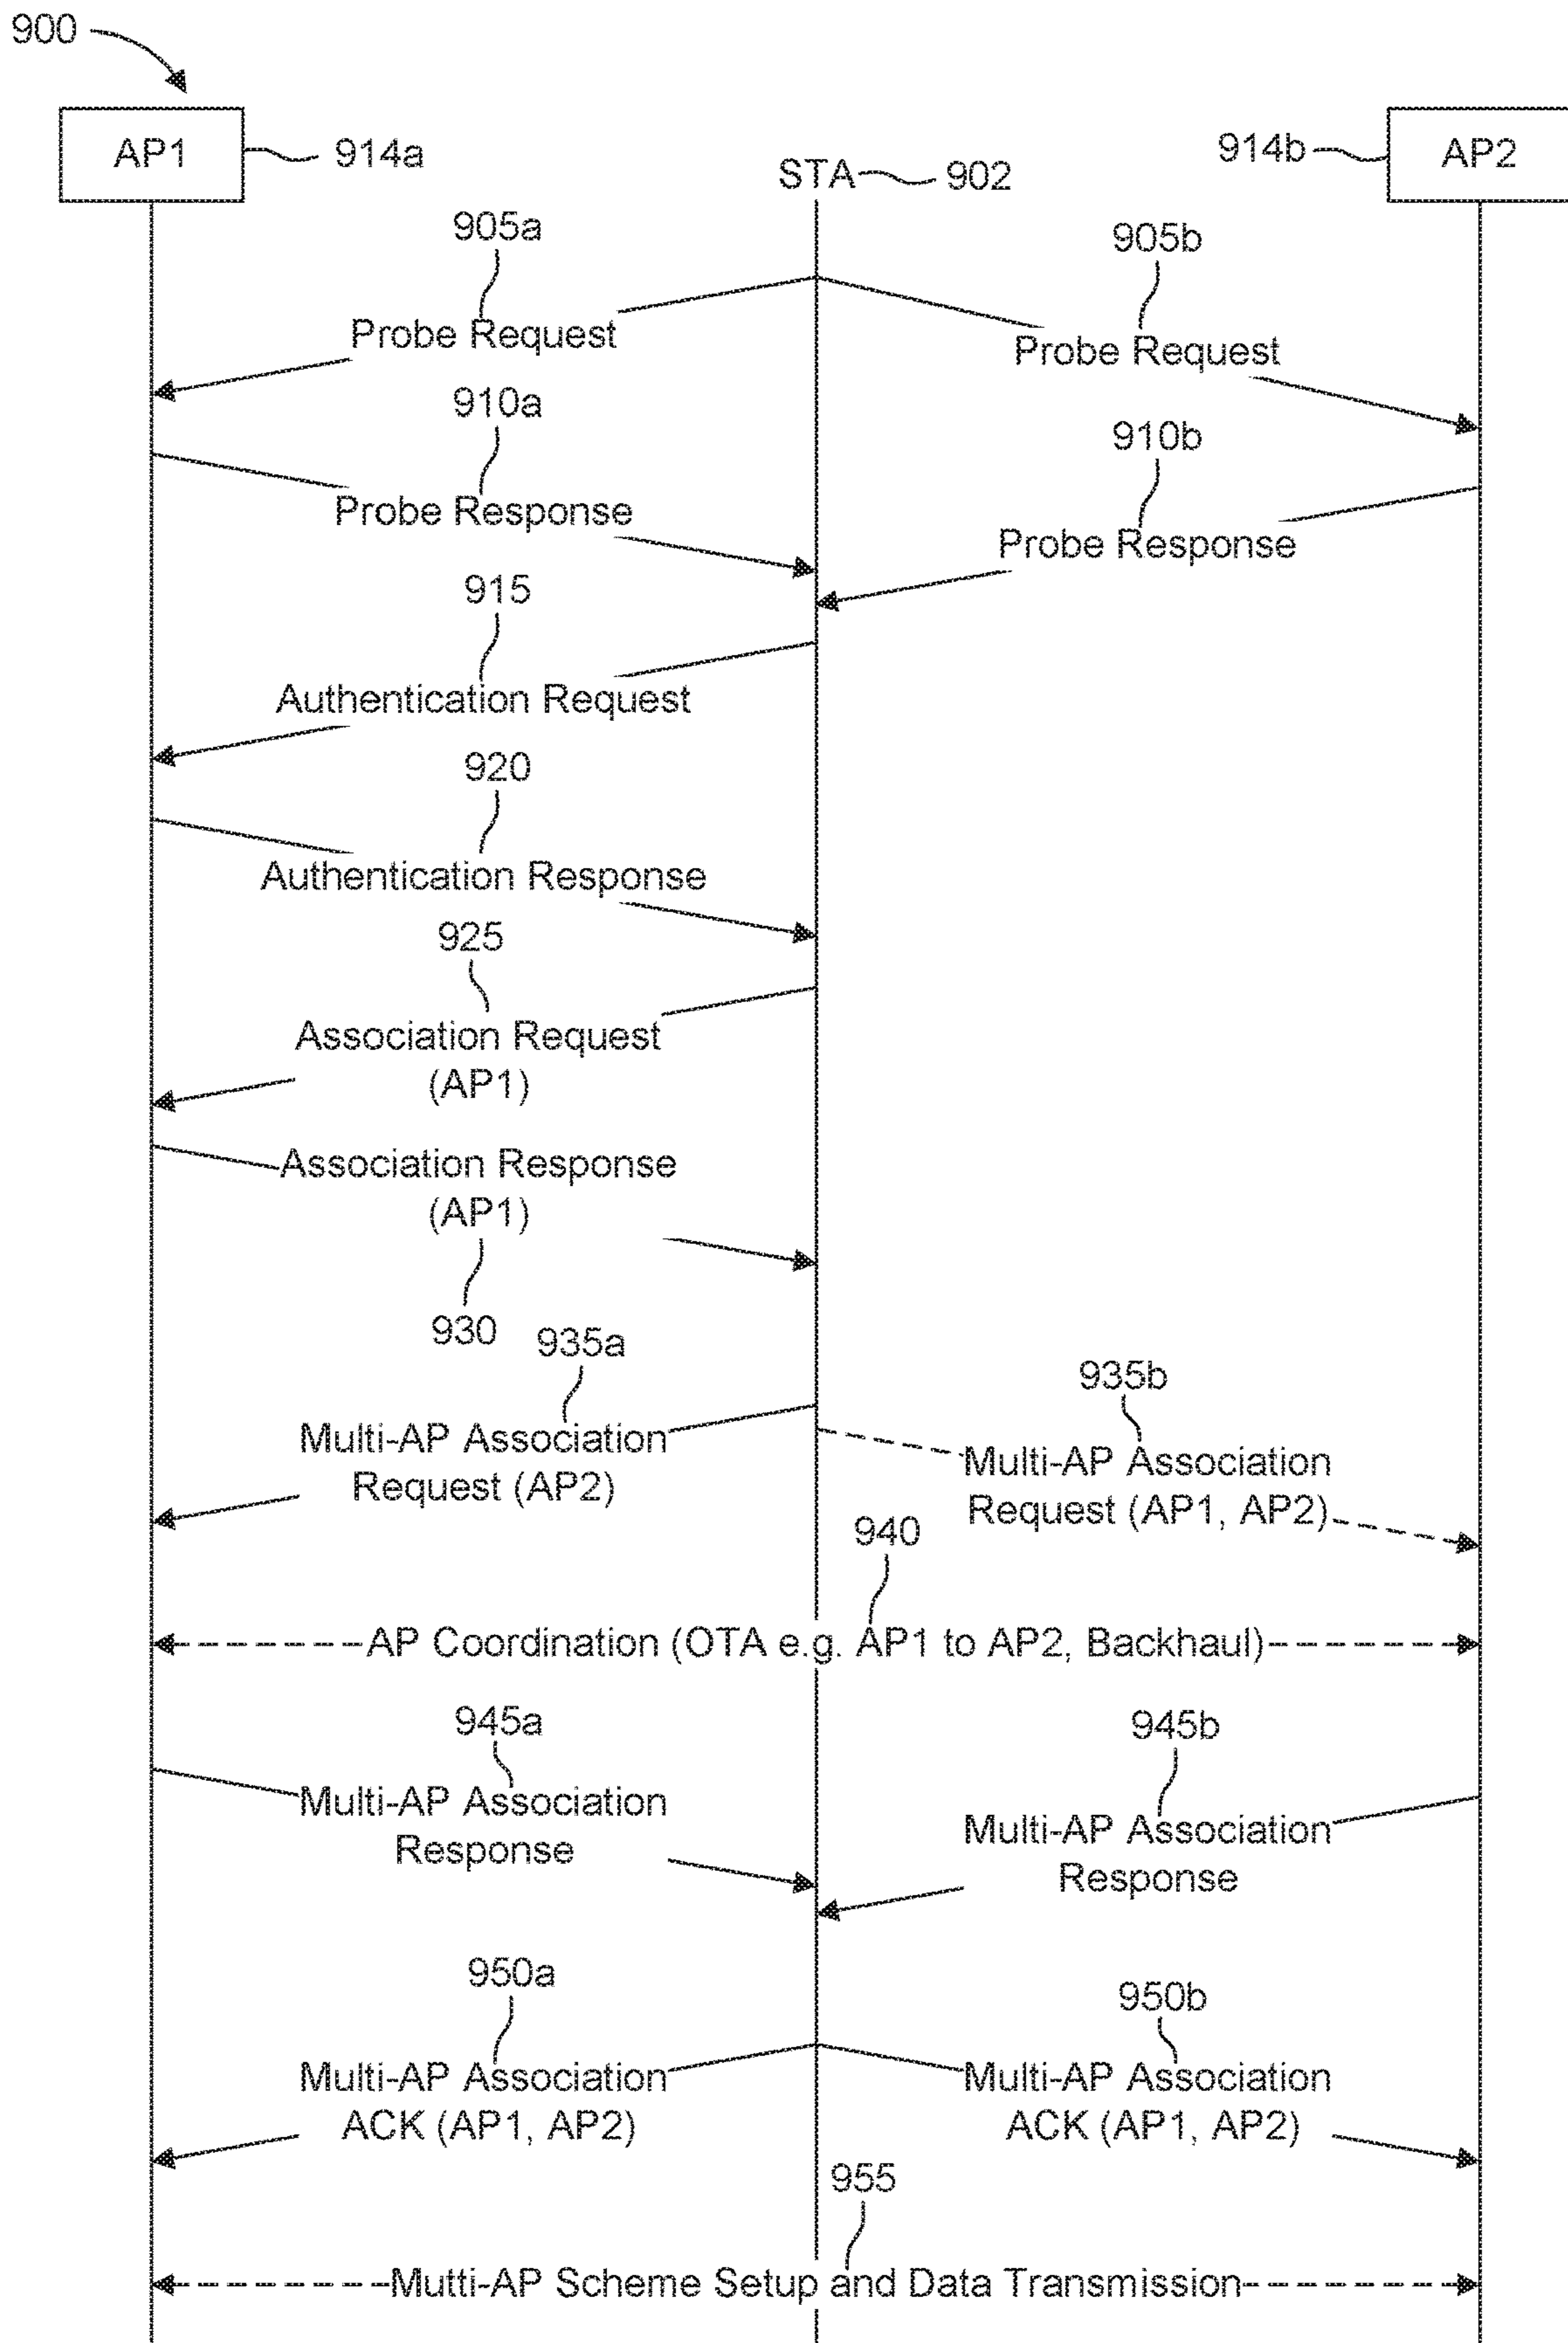 900
AP1
914a
STA
902
914b
AP2
905a
905b
Probe Request
Probe Request
910a
910b
Probe Response
Probe Response
915
Authentication Request
920
Authentication Response
925
Association Request
(AP1)
Association Response
(AP1)
930
935a
935b
Multi-AP Association
Request (AP2)
Multi-AP Association
Request (AP1, AP2)
940
AP Coordination (OTA e.g. AP1 to AP2, Backhaul)
945a
945b
Multi-AP Association
Response
Multi-AP Association
Response
950a
950b
Multi-AP Association
ACK (AP1, AP2)
Multi-AP Association
ACK (AP1, AP2)
955
Mutti-AP Scheme Setup and Data Transmission